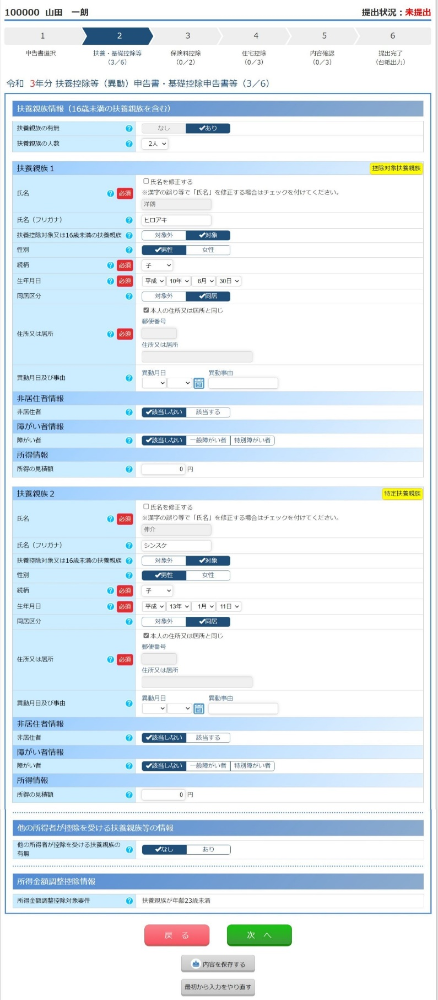 100000 山田 一朗
提出状況：未提出
1 2 3 4 5 6
申告書選択 扶養・基礎控除等 保険料控除 住宅控除 内容確認 提出完了
（3/6） （0/2） （0/3） （0/3） （台紙出力）
令和 3年分 扶養控除等（異動）申告書・基礎控除申告書等（3／6）
扶養親族情報（16歳未満の扶養親族を含む）
扶養親族の有無 ? なし ✔あり
扶養親族の人数 ? 2人
扶養親族１ 控除対象扶養親族
氏名 ? 必須
氏名を修正する
※漢字の誤り等で「氏名」を修正する場合はチェックを付けてください。
洋朗
氏名（フリガナ） ? ヒロアキ
扶養控除対象又は16歳未満の扶養親族 ? 対象外 ✔対象
性別 ? ✔男性 女性
続柄 ? 必須 子
生年月日 ? 必須 平成 10年 6月 30日
同居区分 ? 対象外 ✔同居
本人の住所又は居所と同じ
郵便番号
住所又は居所 ? 必須
住所又は居所
異動月日 異動事由
異動月日及び事由 ? 31
非居住者情報
非居住者 ? ✔該当しない 該当する
障がい者情報
障がい者 ? ✔該当しない 一般障がい者 特別障がい者
所得情報
所得の見積額 ? 0 円
扶養親族２ 特定扶養親族
氏名 ? 必須
氏名を修正する
※漢字の誤り等で「氏名」を修正する場合はチェックを付けてください。
伸介
氏名（フリガナ） ? シンスケ
扶養控除対象又は16歳未満の扶養親族 ? 対象外 ✔対象
性別 ? ✔男性 女性
続柄 ? 必須 子
生年月日 ? 必須 平成 13年 1月 11日
同居区分 ? 対象外 ✔同居
本人の住所又は居所と同じ
郵便番号
住所又は居所 ? 必須
住所又は居所
異動月日 異動事由
異動月日及び事由 ? 31
非居住者情報
非居住者 ? ✔該当しない 該当する
障がい者情報
障がい者 ? ✔該当しない 一般障がい者 特別障がい者
所得情報
所得の見積額 ? 0 円
他の所得者が控除を受ける扶養親族等の情報
他の所得者が控除を受ける扶養親族の
有無 ? ✔なし あり
所得金額調整控除情報
所得金額調整控除対象要件 ? 扶養親族が年齢23歳未満
戻 る 次 へ
内容を保存する
最初から入力をやり直す